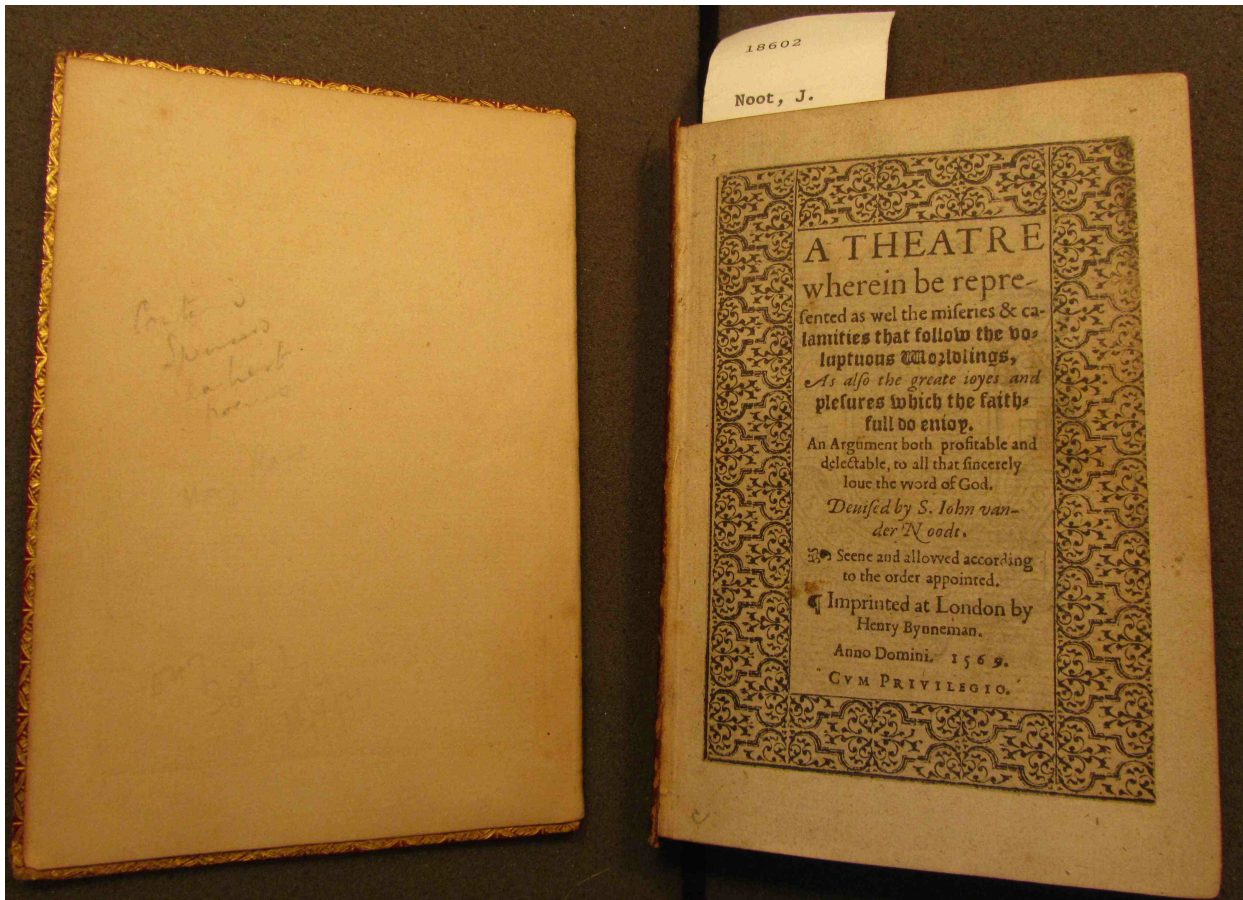 Spensers
earliest
poems
18602
Noot, J.
A THEATRE
wherein be repre-
ſented as wel the miſeries & ca-
lamities that follow the vo-
luptuous Worldlings,
As alſo the greate ioyes and
pleſures which the faith-
full do enioy.
An Argument both profitable and
delectable, to all that ſincerely
loue the word of God.
Deuiſed by S. Iohn van-
der Noodt.
Seene and allowed according
to the order appointed.
¶ Imprinted at London by
Henry Bynneman.
Anno Domini. 1569.
CVM PRIVILEGIO.